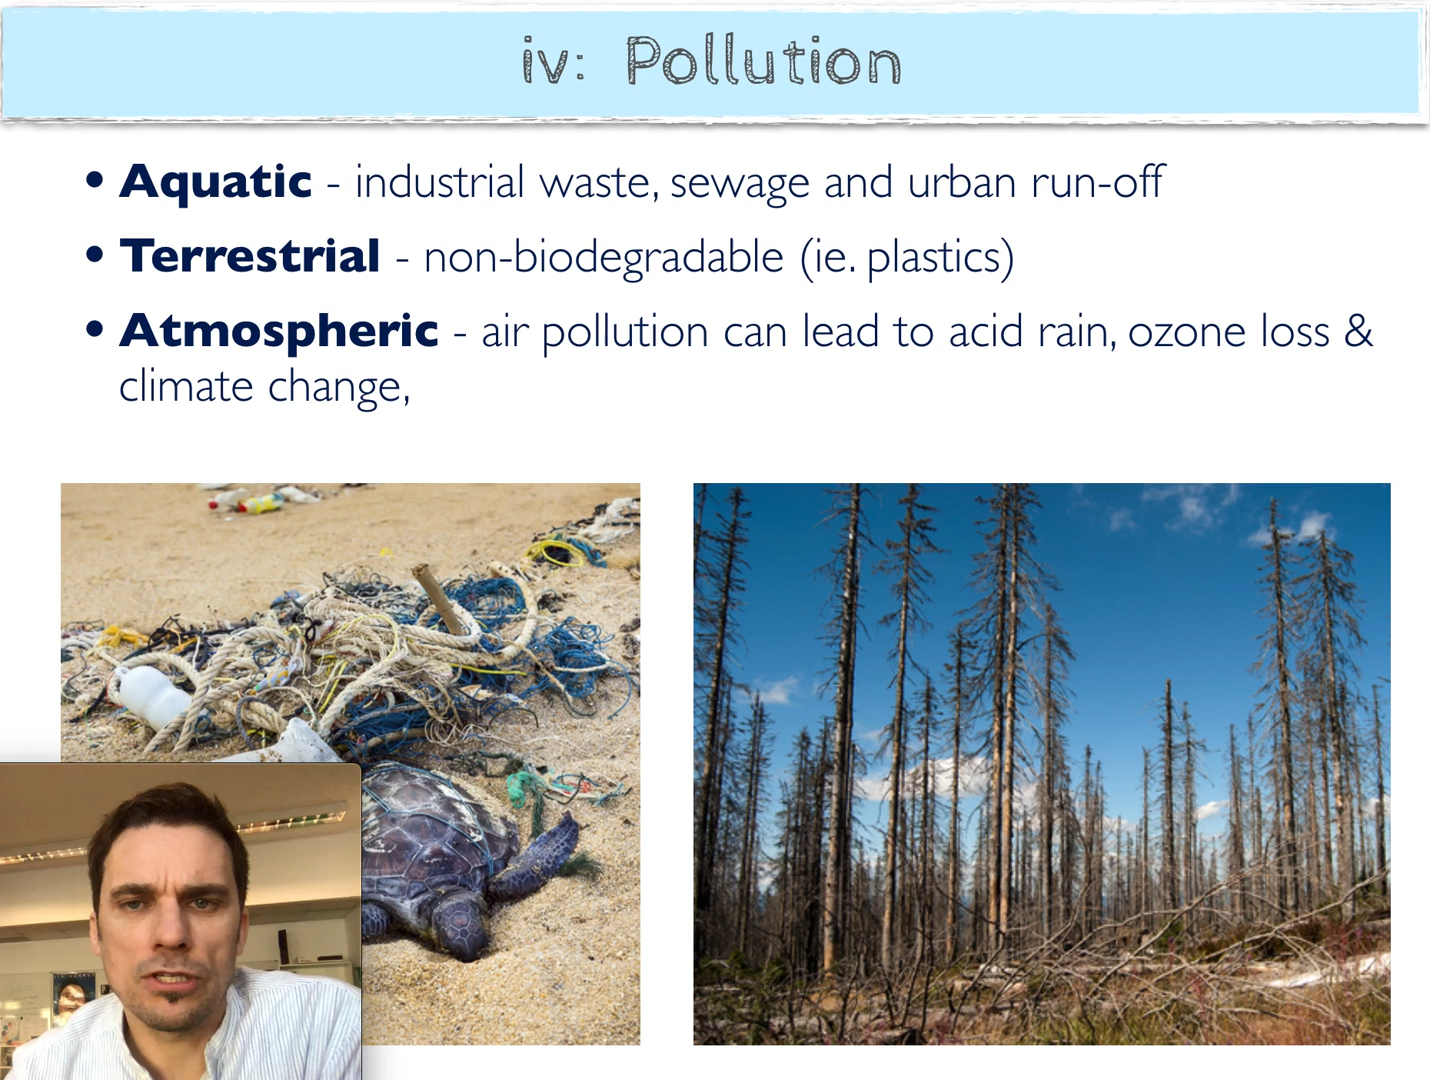 iv: Pollution
• Aquatic - industrial waste, sewage and urban run-off
• Terrestrial - non-biodegradable (ie. plastics)
• Atmospheric - air pollution can lead to acid rain, ozone loss &
climate change,